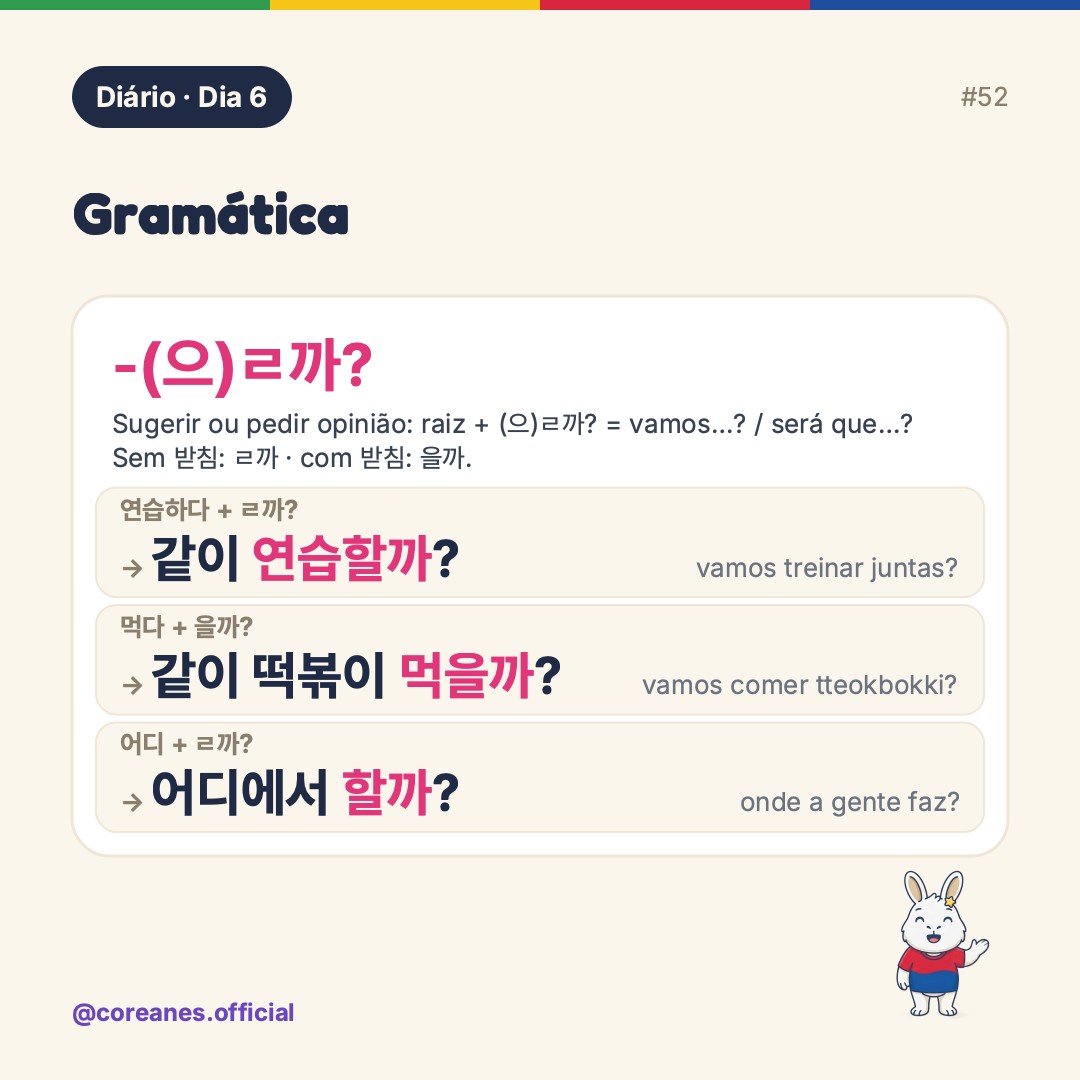 Diário · Dia 6
#52
Gramática
-(으)ㄹ까?
Sugerir ou pedir opinião: raiz + (으)ㄹ까? = vamos...? / será que...?
Sem 받침: ㄹ까 · com 받침: 을까.
연습하다 + ㄹ까?
→ 같이 연습할까?
vamos treinar juntas?
먹다 + 을까?
→ 같이 떡볶이 먹을까?
vamos comer tteokbokki?
어디 + ㄹ까?
→ 어디에서 할까?
onde a gente faz?
@coreanes.official